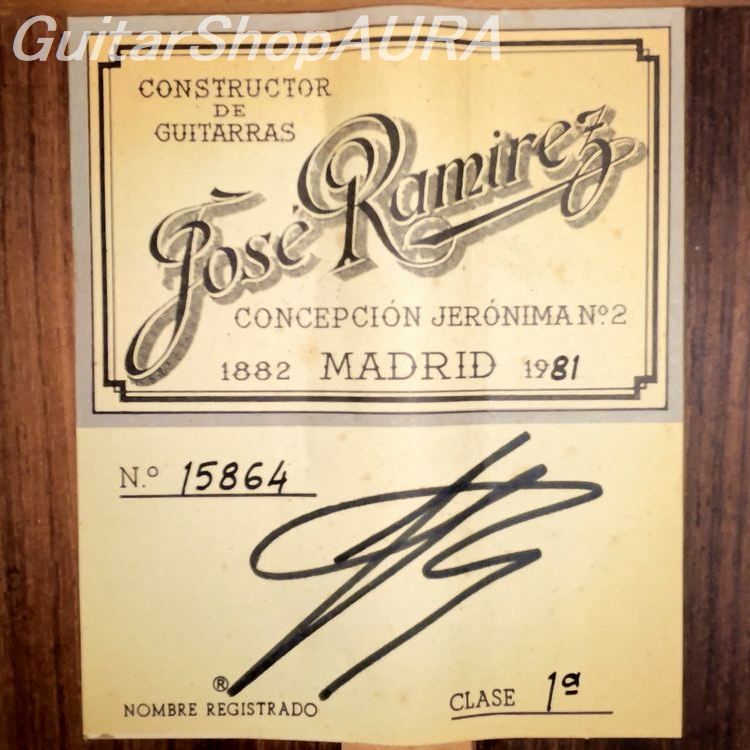 GuitarShopAURA
CONSTRUCTOR
DE
GUITARRAS
José Ramirez
CONCEPCIÓN JERÓNIMA Nº2
1882 MADRID 1981
N.º 15864
®
NOMBRE REGISTRADO
CLASE 1ª